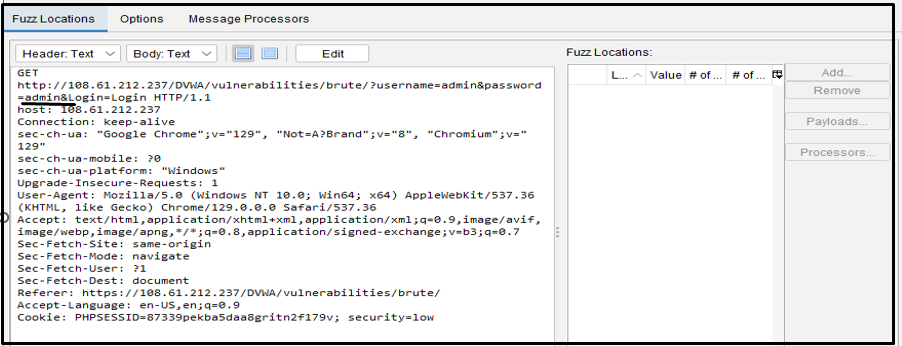 Fuzz Locations Options Message Processors
Header: Text Body: Text Edit Fuzz Locations:
GET
http://108.61.212.237/DVWA/vulnerabilities/brute/?username=admin&password
=admin&Login=Login HTTP/1.1
host: 108.61.212.237
Connection: keep-alive
sec-ch-ua: "Google Chrome";v="129", "Not=A?Brand";v="8", "Chromium";v="
129"
sec-ch-ua-mobile: ?0
sec-ch-ua-platform: "Windows"
Upgrade-Insecure-Requests: 1
User-Agent: Mozilla/5.0 (Windows NT 10.0; Win64; x64) AppleWebKit/537.36
(KHTML, like Gecko) Chrome/129.0.0.0 Safari/537.36
Accept: text/html,application/xhtml+xml,application/xml;q=0.9,image/avif,
image/webp,image/apng,*/*;q=0.8,application/signed-exchange;v=b3;q=0.7
Sec-Fetch-Site: same-origin
Sec-Fetch-Mode: navigate
Sec-Fetch-User: ?1
Sec-Fetch-Dest: document
Referer: https://108.61.212.237/DVWA/vulnerabilities/brute/
Accept-Language: en-US,en;q=0.9
Cookie: PHPSESSID=87339pekba5daa8gritn2f179v; security=low
L... Value # of ... # of ...
Add...
Remove
Payloads...
Processors...